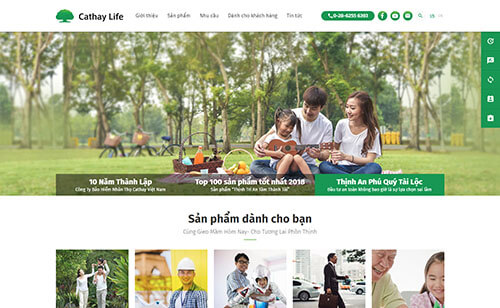 Cathay Life
Giới thiệu
Sản phẩm
Nhu cầu
Dành cho khách hàng
Tin tức
0-28-6255 6363
VI
EN
10 Năm Thành Lập
Công ty Bảo Hiểm Nhân Thọ Cathay Việt Nam
Top 100 sản phẩm tốt nhất 2018
Sản phẩm "Thịnh Trí An Tâm Thành Tài"
Thịnh An Phú Quý Tài Lộc
Đầu tư an toàn không bao giờ là sự lựa chọn sai lầm
Sản phẩm dành cho bạn
Cùng Gieo Mầm Hôm Nay- Cho Tương Lai Phồn Thịnh